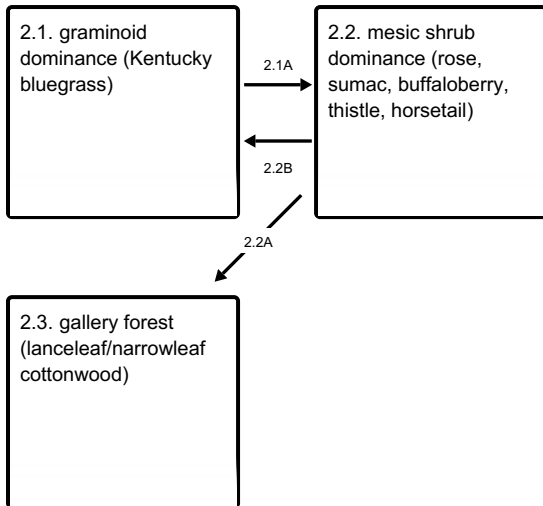 2.1. graminoid
dominance (Kentucky
bluegrass)
2.1A
2.2. mesic shrub
dominance (rose,
sumac, buffaloberry,
thistle, horsetail)
2.2B
2.2A
2.3. gallery forest
(lanceleaf/narrowleaf
cottonwood)